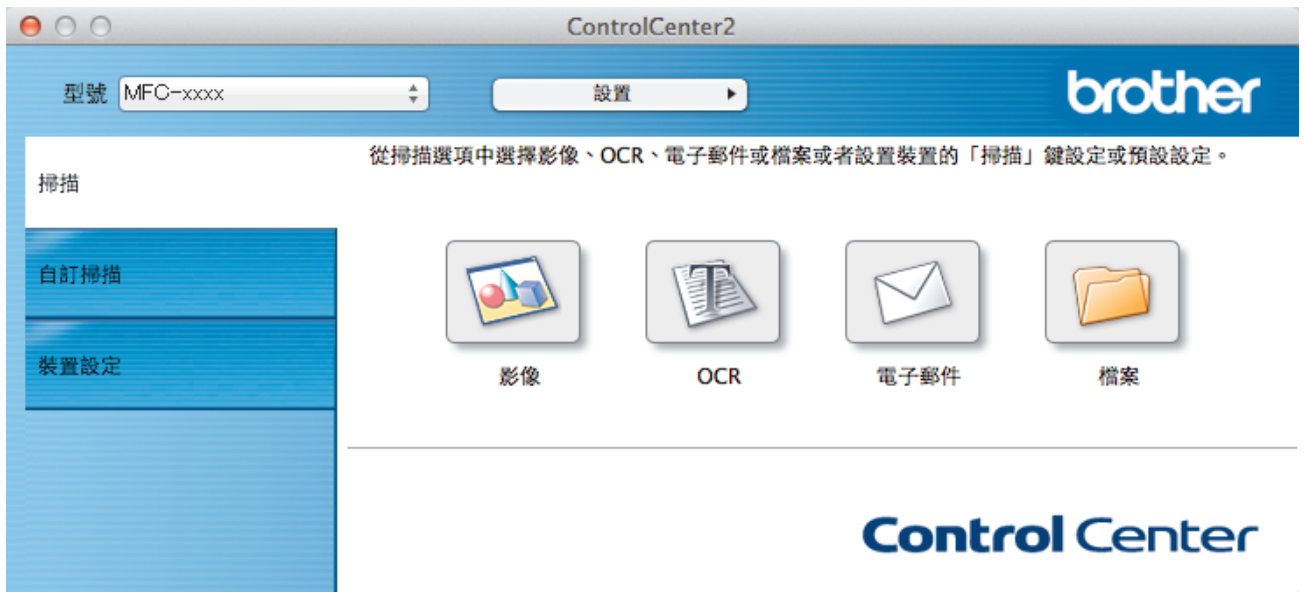 ControlCenter2
型號 MFC-xxxx 設置 brother
從掃描選項中選擇影像、OCR、電子郵件或檔案或者設置裝置的「掃描」鍵設定或預設設定。
掃描
自訂掃描
裝置設定
影像 OCR 電子郵件 檔案
Control Center